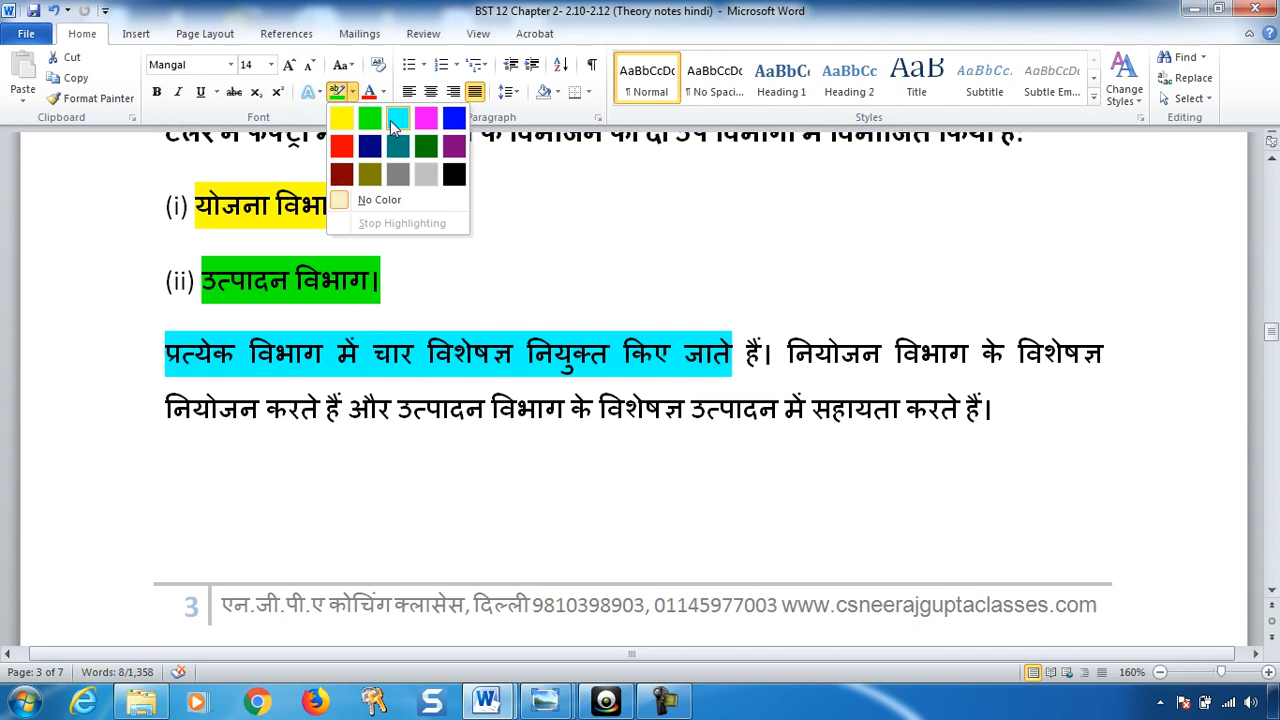 BST 12 Chapter 2- 2.10-2.12 (Theory notes hindi) - Microsoft Word
File Home Insert Page Layout References Mailings Review View Acrobat
Paste Cut Copy Format Painter Clipboard
Mangal 14 Font
Paragraph
AaBbCcDc ¶ Normal AaBbCcDc ¶ No Spaci... AaBbCc Heading 1 AaBbCc Heading 2 AaB Title AaBbCc. Subtitle AaBbCcDc Subtle Em... Change Styles Styles
Find Replace Select Editing
No Color
Stop Highlighting
(i) योजना
(ii) उत्पादन विभाग।
प्रत्येक विभाग में चार विशेषज्ञ नियुक्त किए जाते हैं। नियोजन विभाग के विशेषज्ञ
नियोजन करते हैं और उत्पादन विभाग के विशेषज्ञ उत्पादन में सहायता करते हैं।
3 एन.जी.पी.ए कोचिंग क्लासेस, दिल्ली 9810398903, 01145977003 www.csneerajguptaclasses.com
Page: 3 of 7 Words: 8/1,358 160%